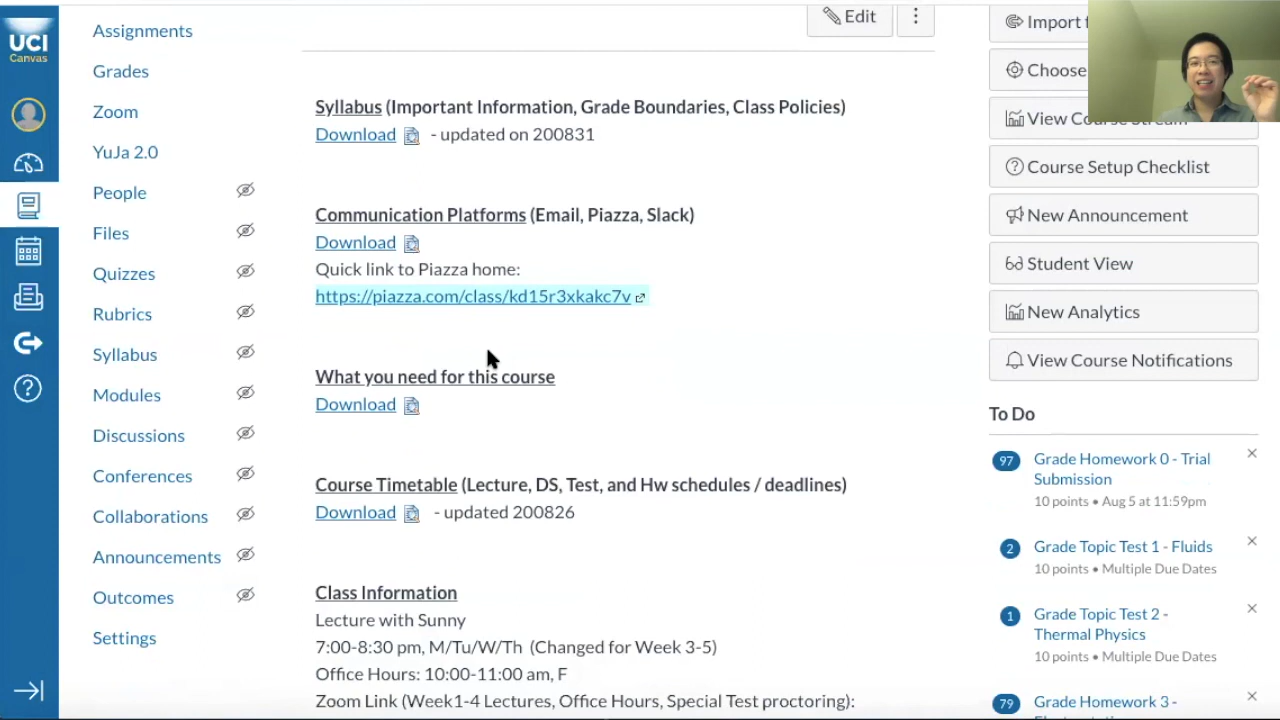 UCI
Canvas
Assignments
Grades
Zoom
YuJa 2.0
People
Files
Quizzes
Rubrics
Syllabus
Modules
Discussions
Conferences
Collaborations
Announcements
Outcomes
Settings
Edit
Syllabus (Important Information, Grade Boundaries, Class Policies)
Download - updated on 200831
Communication Platforms (Email, Piazza, Slack)
Download
Quick link to Piazza home:
https://piazza.com/class/kd15r3xkakc7v
What you need for this course
Download
Course Timetable (Lecture, DS, Test, and Hw schedules / deadlines)
Download - updated 200826
Class Information
Lecture with Sunny
7:00-8:30 pm, M/Tu/W/Th (Changed for Week 3-5)
Office Hours: 10:00-11:00 am, F
Zoom Link (Week1-4 Lectures, Office Hours, Special Test proctoring):
Import
Choose
View Course Stream
Course Setup Checklist
New Announcement
Student View
New Analytics
View Course Notifications
To Do
97 Grade Homework 0 - Trial
Submission
10 points • Aug 5 at 11:59pm
2 Grade Topic Test 1 - Fluids
10 points • Multiple Due Dates
1 Grade Topic Test 2 -
Thermal Physics
10 points • Multiple Due Dates
79 Grade Homework 3 -